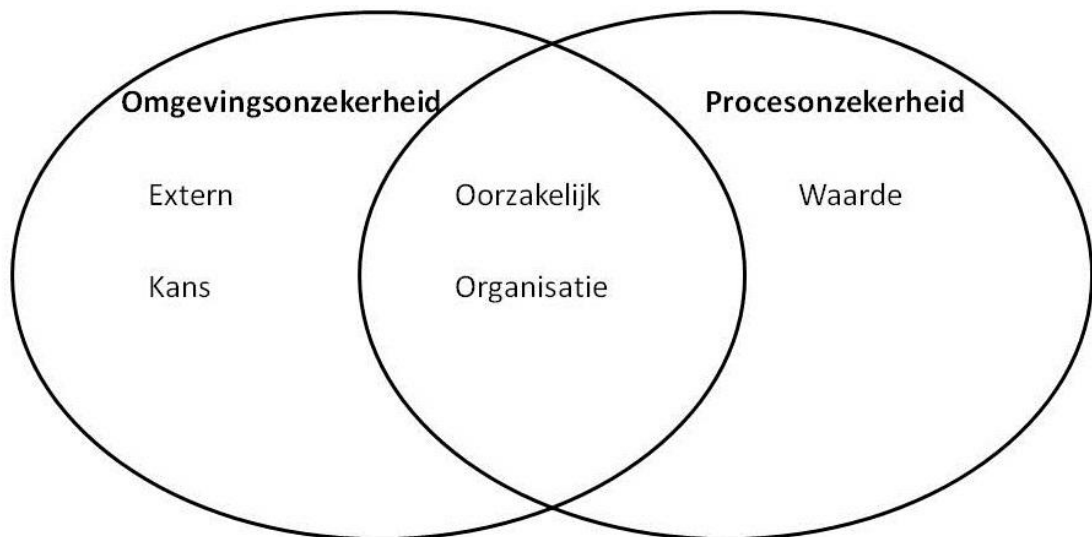 Omgevingsonzekerheid
Procesonzekerheid
Extern
Oorzakelijk
Waarde
Kans
Organisatie